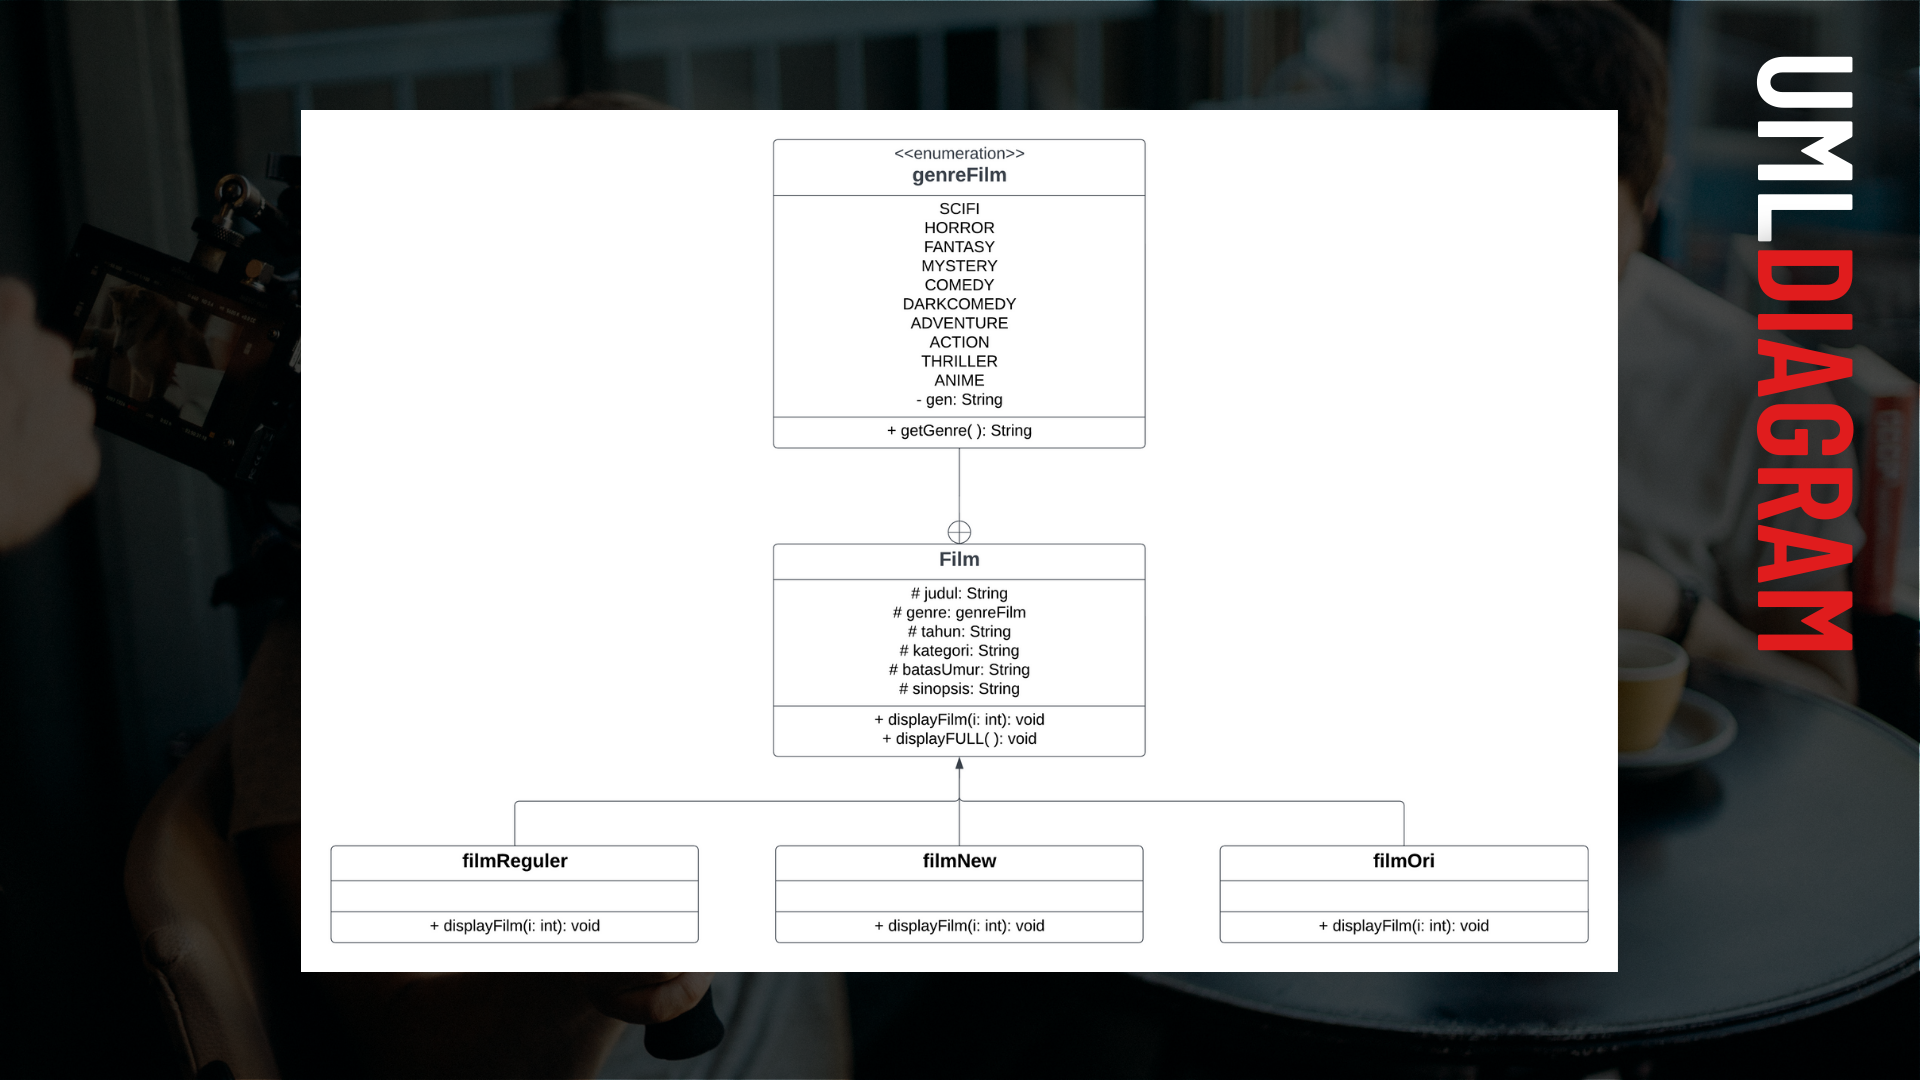 UMLDIAGRAM
<<enumeration>>
genreFilm
SCIFI
HORROR
FANTASY
MYSTERY
COMEDY
DARKCOMEDY
ADVENTURE
ACTION
THRILLER
ANIME
- gen: String
+ getGenre( ): String
Film
# judul: String
# genre: genreFilm
# tahun: String
# kategori: String
# batasUmur: String
# sinopsis: String
+ displayFilm(i: int): void
+ displayFULL( ): void
filmReguler
+ displayFilm(i: int): void
filmNew
+ displayFilm(i: int): void
filmOri
+ displayFilm(i: int): void